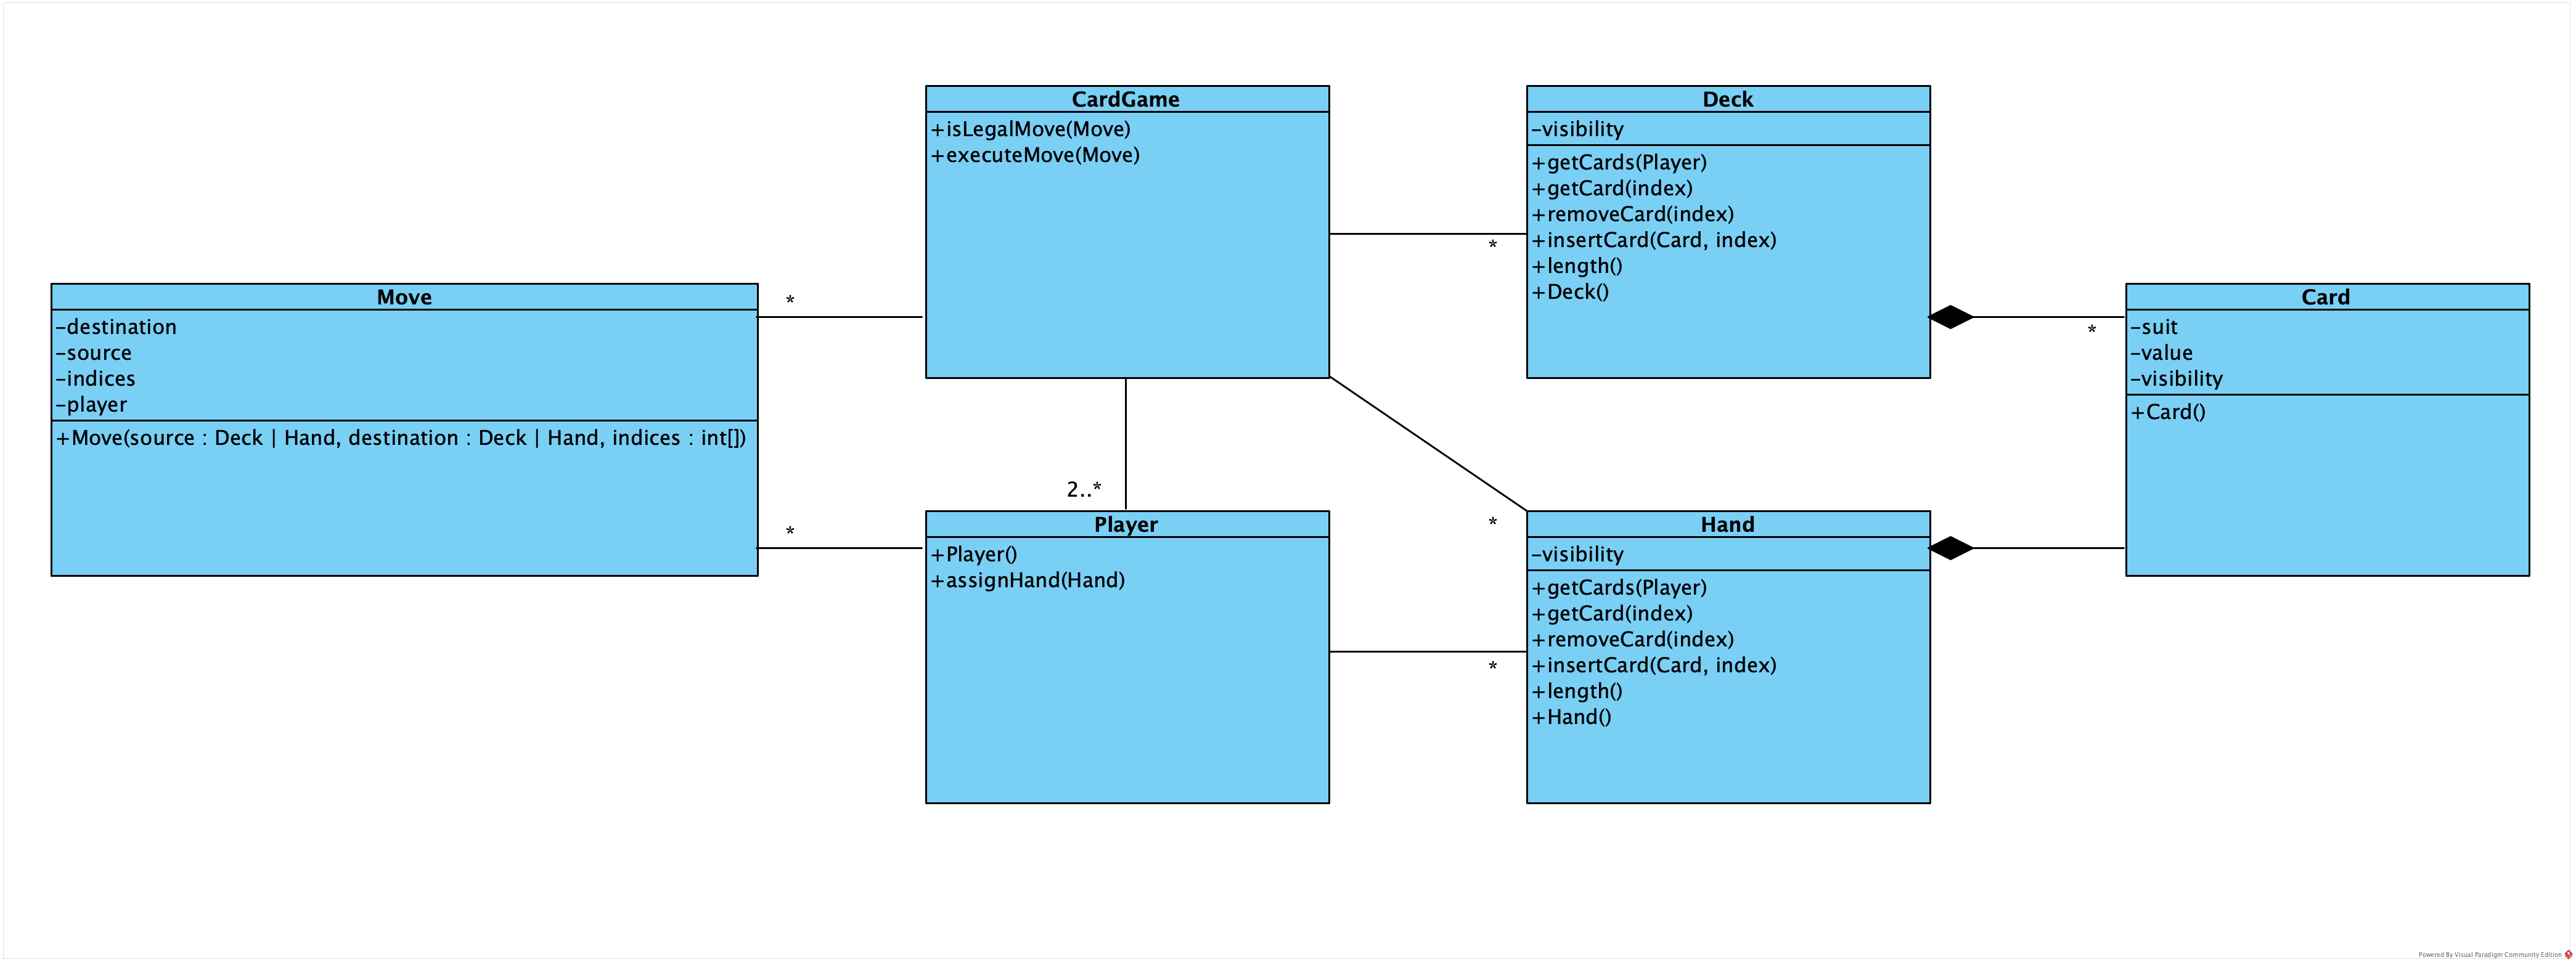 CardGame
+isLegalMove(Move)
+executeMove(Move)
Deck
-visibility
+getCards(Player)
+getCard(index)
+removeCard(index)
+insertCard(Card, index)
+length()
+Deck()
*
Move
-destination
-source
-indices
-player
+Move(source : Deck | Hand, destination : Deck | Hand, indices : int[])
*
*
Card
-suit
-value
-visibility
+Card()
*
2..*
Player
+Player()
+assignHand(Hand)
*
*
Hand
-visibility
+getCards(Player)
+getCard(index)
+removeCard(index)
+insertCard(Card, index)
+length()
+Hand()
Powered By Visual Paradigm Community Edition